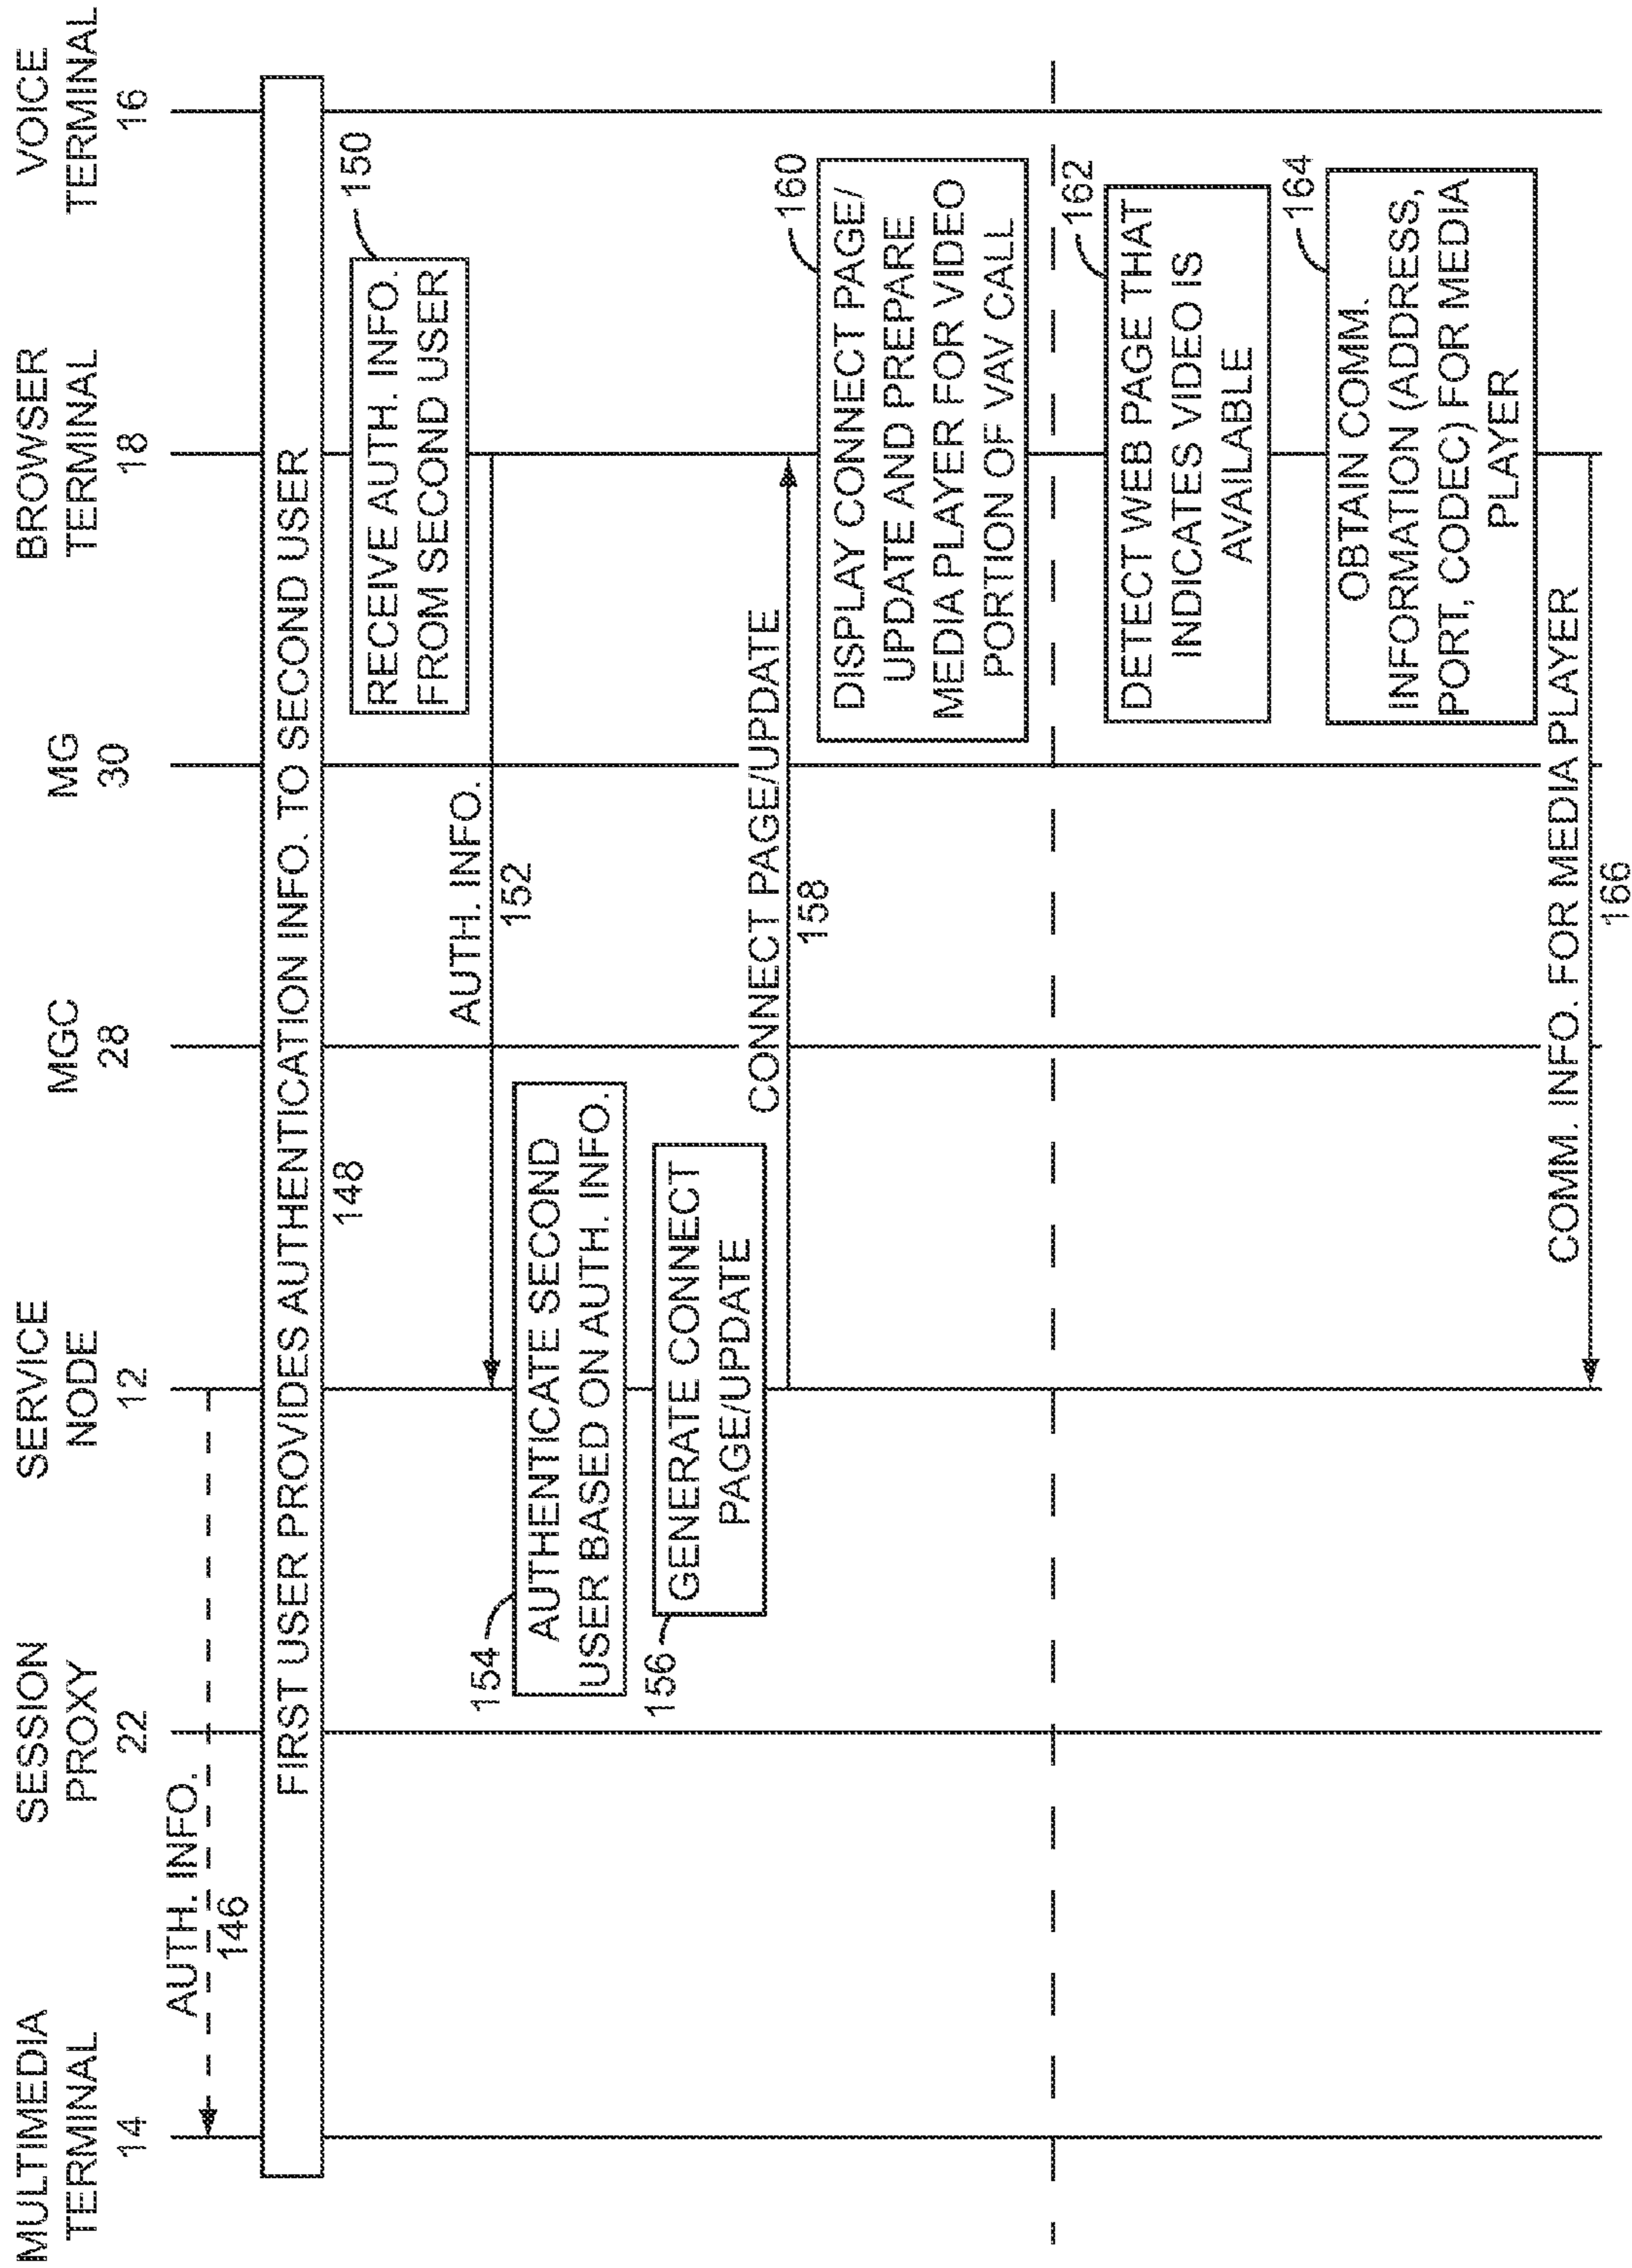 MULTIMEDIA
TERMINAL
14
SESSION
PROXY
22
SERVICE
NODE
12
MGC
28
MG
30
BROWSER
TERMINAL
18
VOICE
TERMINAL
16
AUTH. INFO.
146
FIRST USER PROVIDES AUTHENTICATION INFO. TO SECOND USER
148
150
RECEIVE AUTH. INFO.
FROM SECOND USER
AUTH. INFO.
152
154
AUTHENTICATE SECOND
USER BASED ON AUTH. INFO.
156
GENERATE CONNECT
PAGE/UPDATE
CONNECT PAGE/UPDATE
158
160
DISPLAY CONNECT PAGE/
UPDATE AND PREPARE
MEDIA PLAYER FOR VIDEO
PORTION OF VAV CALL
162
DETECT WEB PAGE THAT
INDICATES VIDEO IS
AVAILABLE
164
OBTAIN COMM.
INFORMATION (ADDRESS,
PORT, CODEC) FOR MEDIA
PLAYER
COMM. INFO. FOR MEDIA PLAYER
166